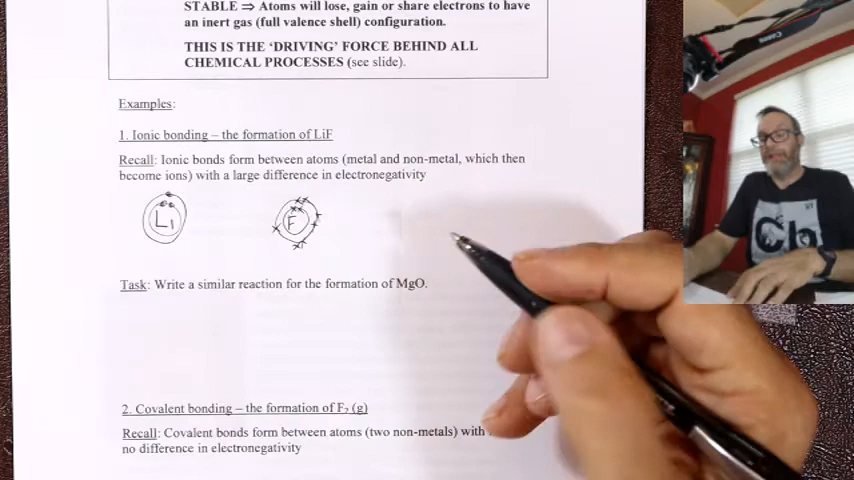 STABLE ⇒ Atoms will lose, gain or share electrons to have
an inert gas (full valence shell) configuration.
THIS IS THE ‘DRIVING’ FORCE BEHIND ALL
CHEMICAL PROCESSES (see slide).
Examples:
1. Ionic bonding – the formation of LiF
Recall: Ionic bonds form between atoms (metal and non-metal, which then
become ions) with a large difference in electronegativity
Li
F
Task: Write a similar reaction for the formation of MgO.
2. Covalent bonding – the formation of F₂ (g)
Recall: Covalent bonds form between atoms (two non-metals) with
no difference in electronegativity
Canon
C h